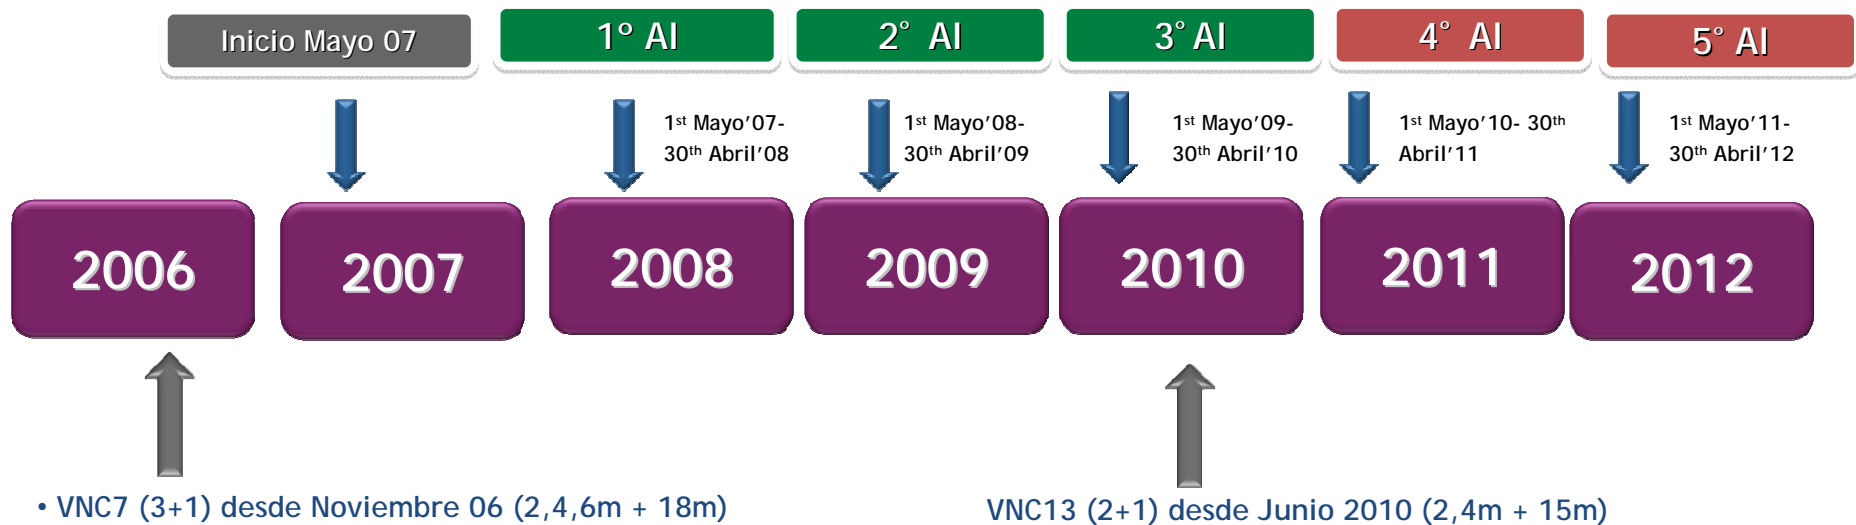 Inicio Mayo 07
1º AI
2° AI
3° AI
4° AI
5° AI
1st Mayo'07-
30th Abril'08
1st Mayo'08-
30th Abril'09
1st Mayo'09-
30th Abril'10
1st Mayo'10- 30th
Abril'11
1st Mayo'11-
30th Abril'12
2006
2007
2008
2009
2010
2011
2012
• VNC7 (3+1) desde Noviembre 06 (2,4,6m + 18m)
VNC13 (2+1) desde Junio 2010 (2,4m + 15m)